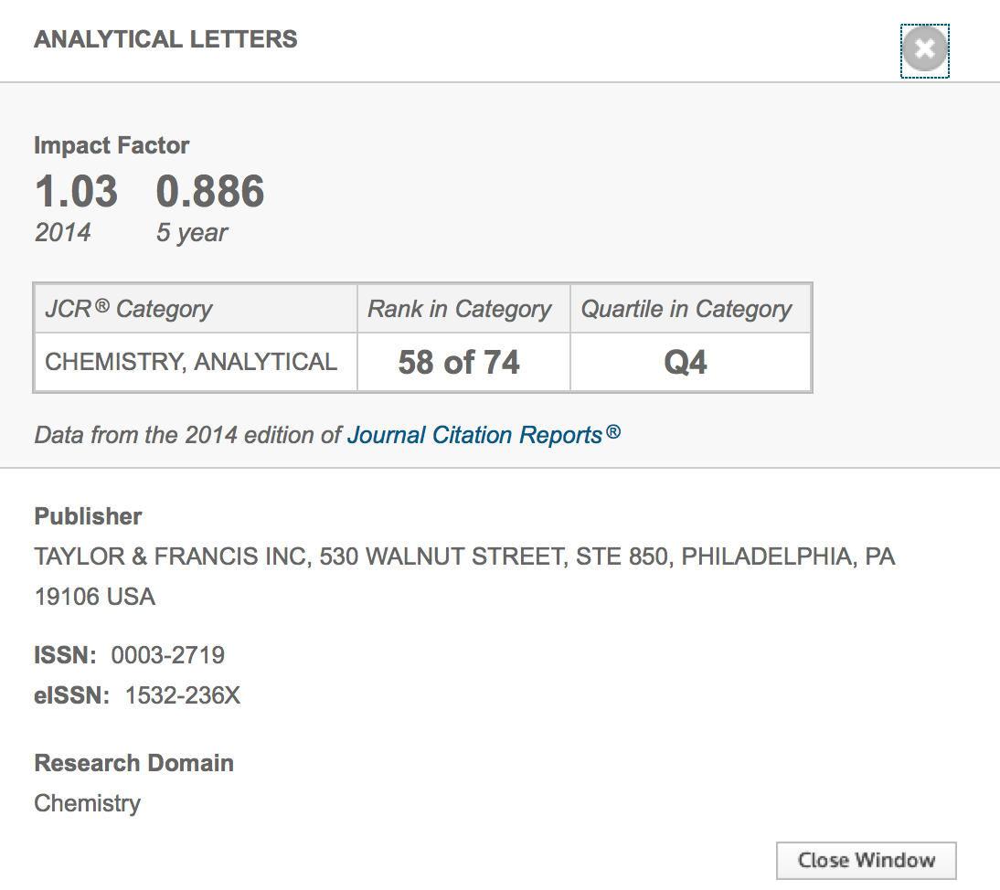 ANALYTICAL LETTERS
Impact Factor
1.03 0.886
2014 5 year
JCR® Category Rank in Category Quartile in Category
CHEMISTRY, ANALYTICAL 58 of 74 Q4
Data from the 2014 edition of Journal Citation Reports®
Publisher
TAYLOR & FRANCIS INC, 530 WALNUT STREET, STE 850, PHILADELPHIA, PA
19106 USA
ISSN: 0003-2719
eISSN: 1532-236X
Research Domain
Chemistry
Close Window